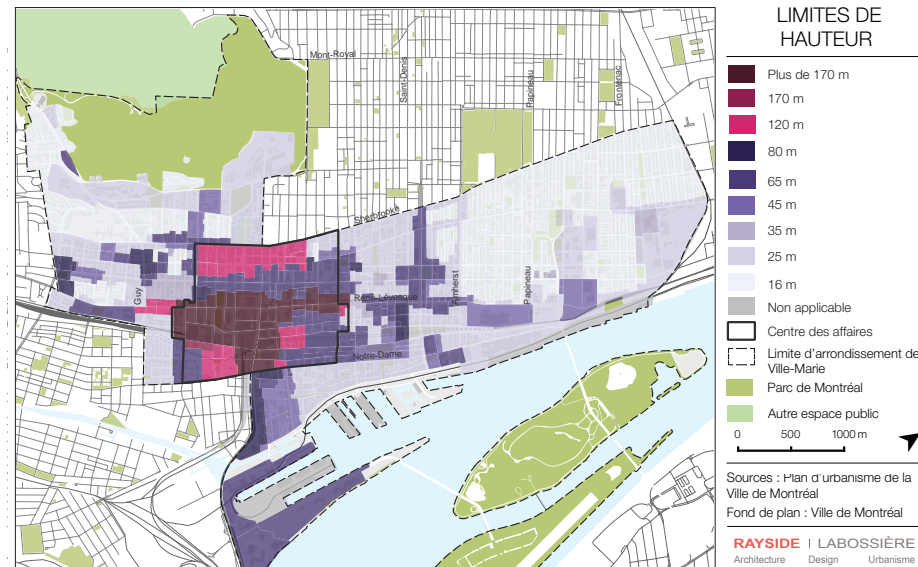 Mont-Royal
Saint-Denis
Papineau
Frontenac
Sherbrooke
Guy
René-Lévesque
Amherst
Papineau
Notre-Dame
LIMITES DE
HAUTEUR
Plus de 170 m
170 m
120 m
80 m
65 m
45 m
35 m
25 m
16 m
Non applicable
Centre des affaires
Limite d'arrondissement de
Ville-Marie
Parc de Montréal
Autre espace public
0 500 1000 m
Sources : Plan d'urbanisme de la
Ville de Montréal
Fond de plan : Ville de Montréal
RAYSIDE | LABOSSIÈRE
Architecture Design Urbanisme